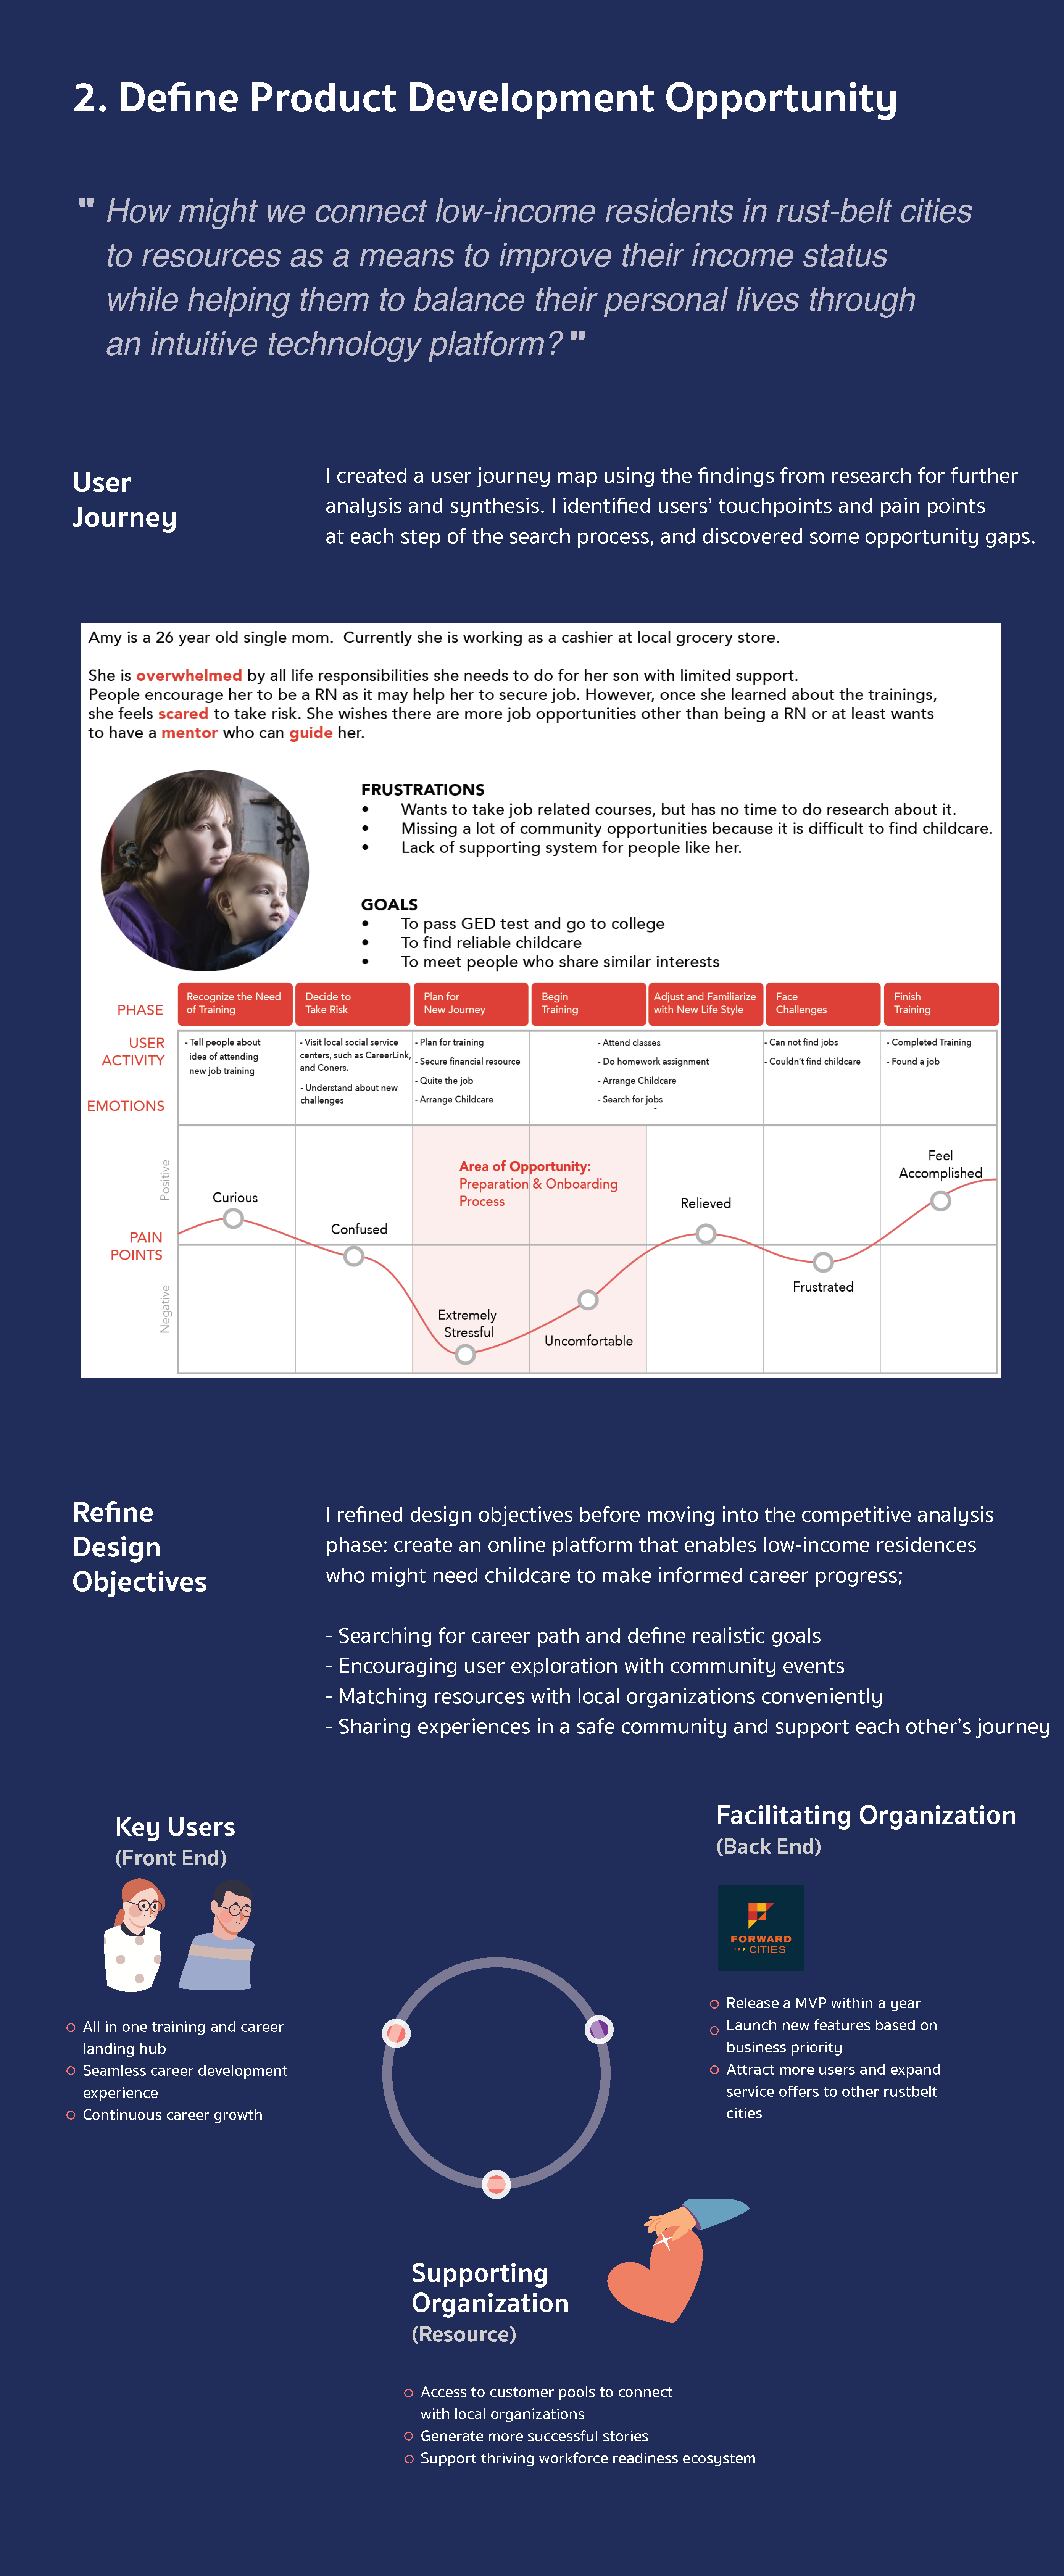 2. Define Product Development Opportunity
" How might we connect low-income residents in rust-belt cities
to resources as a means to improve their income status
while helping them to balance their personal lives through
an intuitive technology platform? "
User
Journey
I created a user journey map using the findings from research for further
analysis and synthesis. I identified users’ touchpoints and pain points
at each step of the search process, and discovered some opportunity gaps.
Amy is a 26 year old single mom. Currently she is working as a cashier at local grocery store.
She is overwhelmed by all life responsibilities she needs to do for her son with limited support.
People encourage her to be a RN as it may help her to secure job. However, once she learned about the trainings,
she feels scared to take risk. She wishes there are more job opportunities other than being a RN or at least wants
to have a mentor who can guide her.
FRUSTRATIONS
• Wants to take job related courses, but has no time to do research about it.
• Missing a lot of community opportunities because it is difficult to find childcare.
• Lack of supporting system for people like her.
GOALS
• To pass GED test and go to college
• To find reliable childcare
• To meet people who share similar interests
PHASE
Recognize the Need
of Training
Decide to
Take Risk
Plan for
New Journey
Begin
Training
Adjust and Familiarize
with New Life Style
Face
Challenges
Finish
Training
USER
ACTIVITY
- Tell people about
idea of attending
new job training
- Visit local social service
centers, such as CareerLink,
and Coners.
- Understand about new
challenges
- Plan for training
- Secure financial resource
- Quite the job
- Arrange Childcare
- Attend classes
- Do homework assignment
- Arrange Childcare
- Search for jobs
-
- Can not find jobs
- Couldn’t find childcare
- Completed Training
- Found a job
EMOTIONS
Positive
PAIN
POINTS
Negative
Curious
Confused
Area of Opportunity:
Preparation & Onboarding
Process
Extremely
Stressful
Uncomfortable
Relieved
Frustrated
Feel
Accomplished
Refine
Design
Objectives
I refined design objectives before moving into the competitive analysis
phase: create an online platform that enables low-income residences
who might need childcare to make informed career progress;
- Searching for career path and define realistic goals
- Encouraging user exploration with community events
- Matching resources with local organizations conveniently
- Sharing experiences in a safe community and support each other’s journey
Key Users
(Front End)
All in one training and career
landing hub
Seamless career development
experience
Continuous career growth
Facilitating Organization
(Back End)
FORWARD
CITIES
Release a MVP within a year
Launch new features based on
business priority
Attract more users and expand
service offers to other rustbelt
cities
Supporting
Organization
(Resource)
Access to customer pools to connect
with local organizations
Generate more successful stories
Support thriving workforce readiness ecosystem